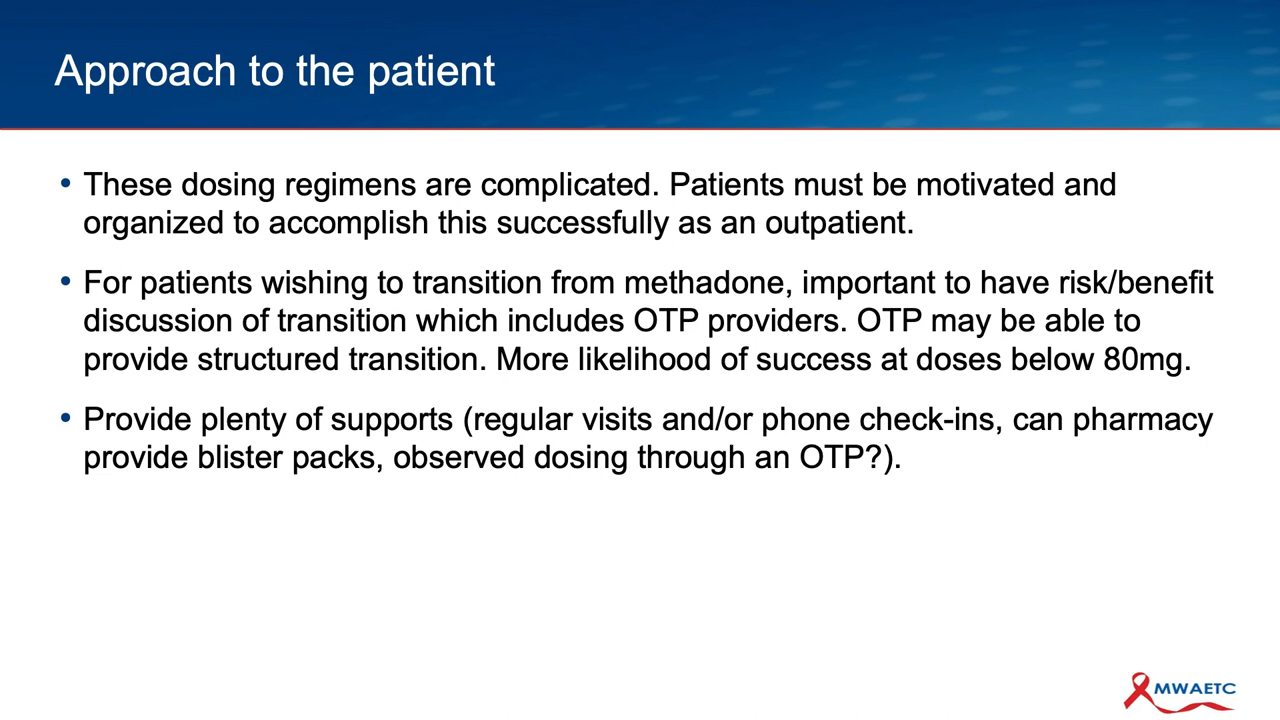 Approach to the patient
• These dosing regimens are complicated. Patients must be motivated and
organized to accomplish this successfully as an outpatient.
• For patients wishing to transition from methadone, important to have risk/benefit
discussion of transition which includes OTP providers. OTP may be able to
provide structured transition. More likelihood of success at doses below 80mg.
• Provide plenty of supports (regular visits and/or phone check-ins, can pharmacy
provide blister packs, observed dosing through an OTP?).
MWAETC